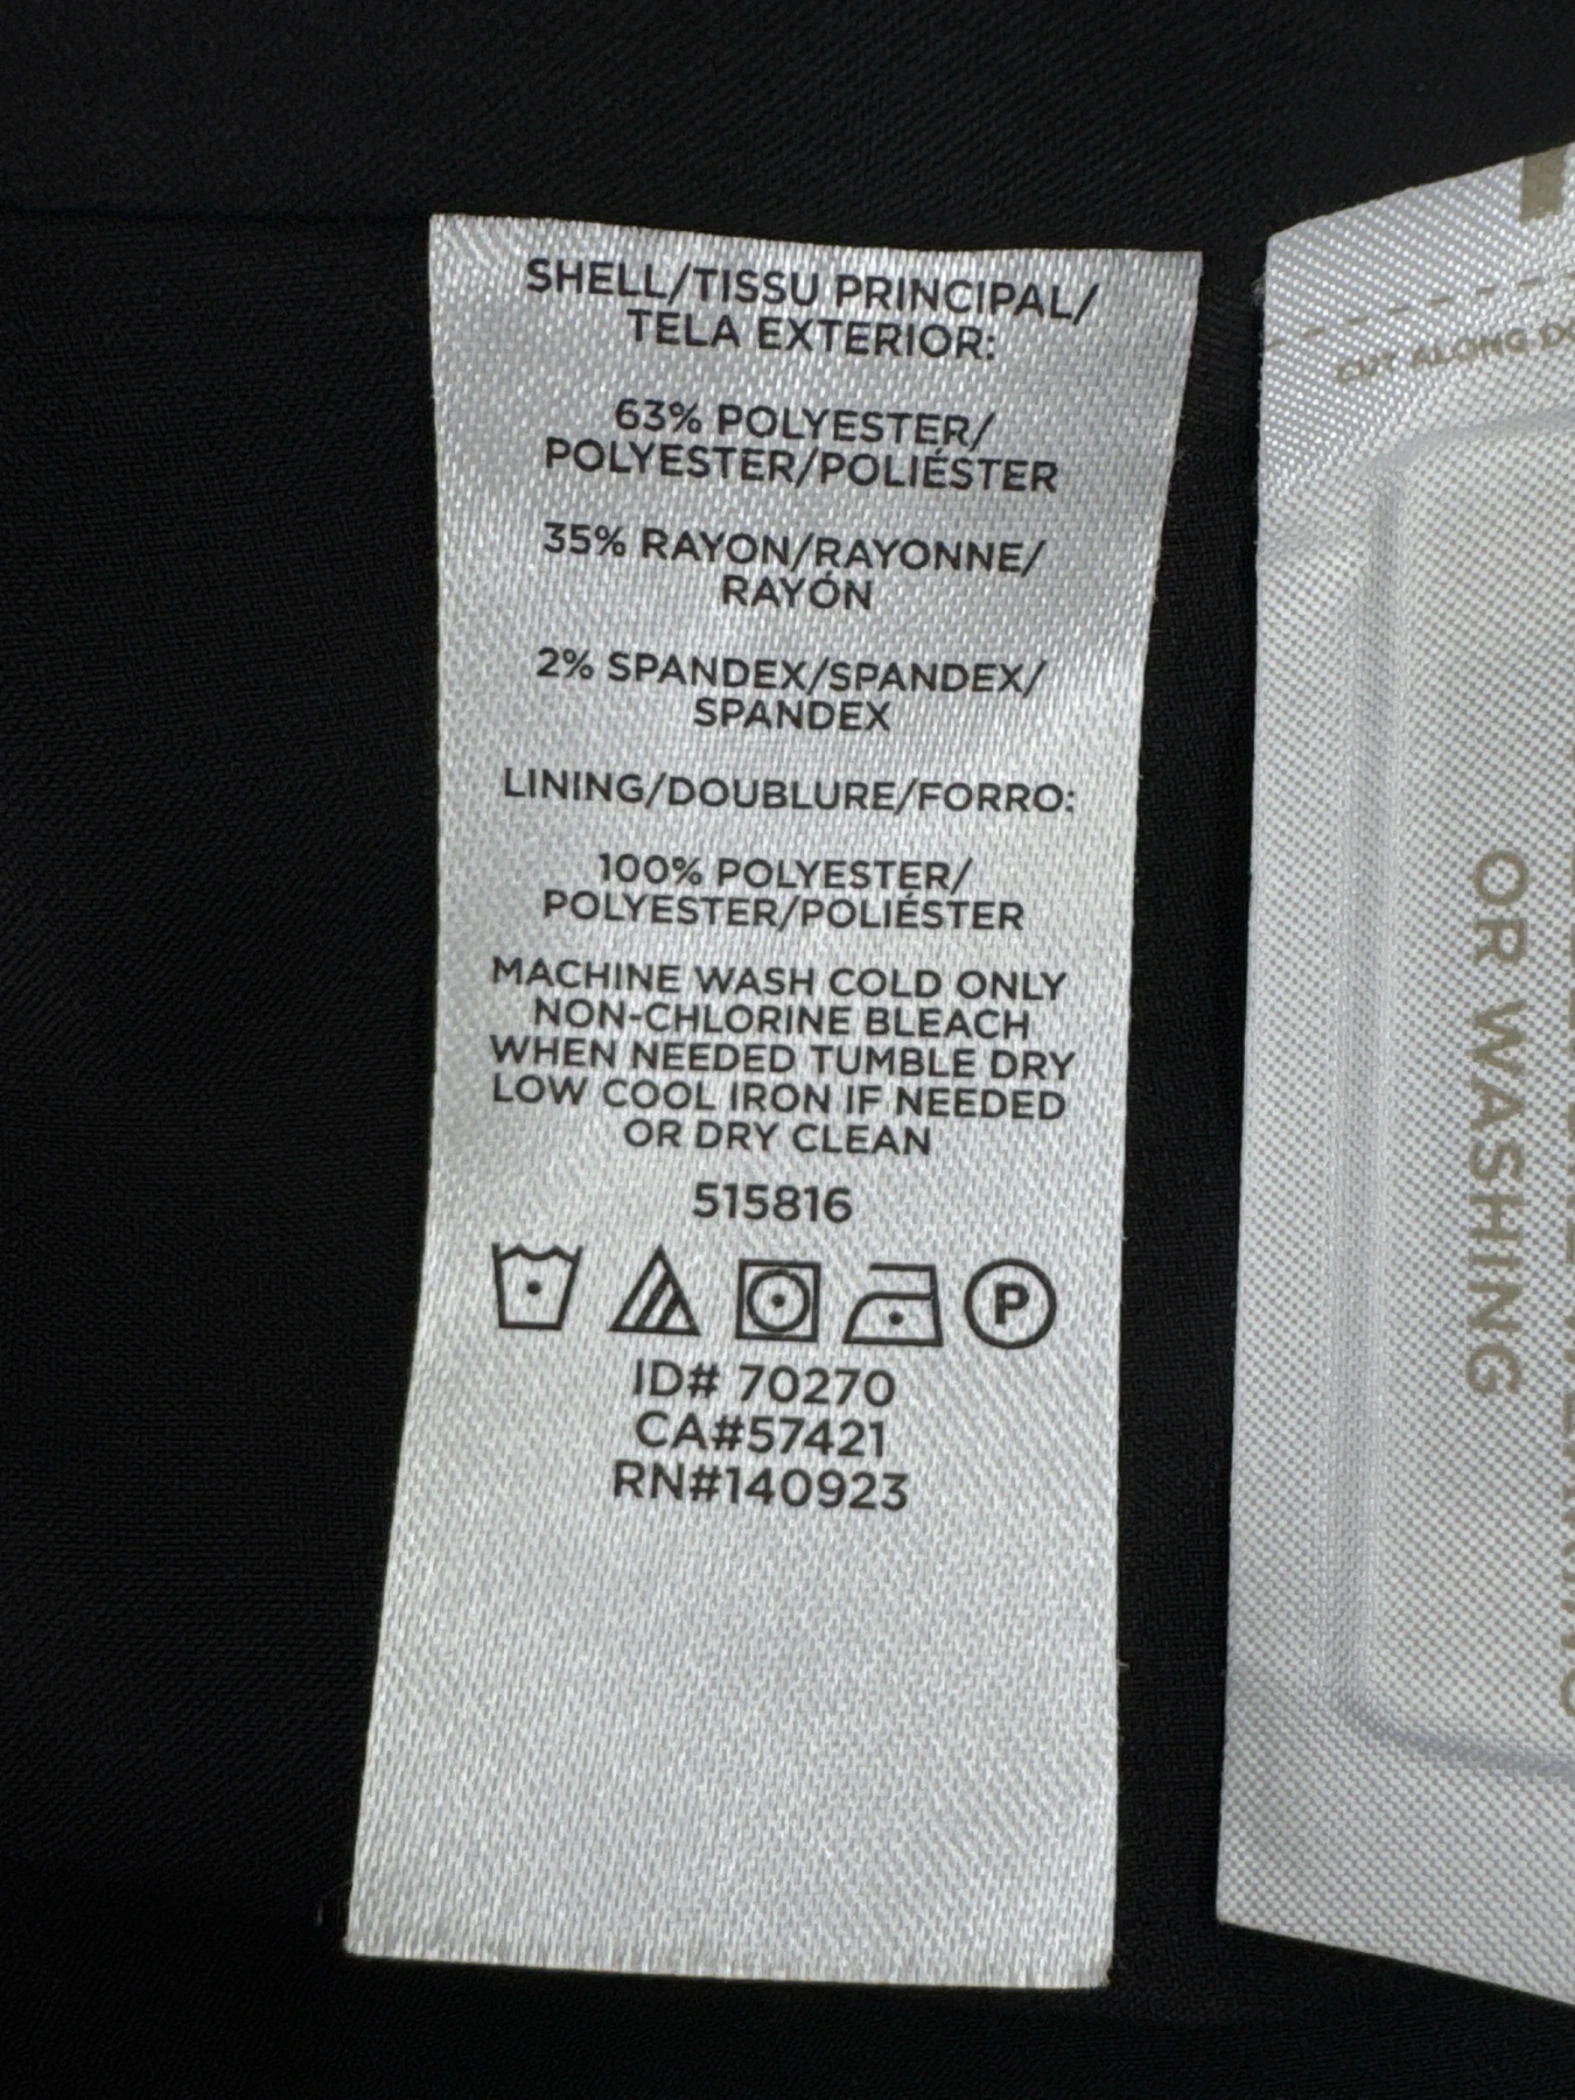 SHELL/TISSU PRINCIPAL/
TELA EXTERIOR:
63% POLYESTER/
POLYESTER/POLIÉSTER
35% RAYON/RAYONNE/
RAYÓN
2% SPANDEX/SPANDEX/
SPANDEX
LINING/DOUBLURE/FORRO:
100% POLYESTER/
POLYESTER/POLIÉSTER
MACHINE WASH COLD ONLY
NON-CHLORINE BLEACH
WHEN NEEDED TUMBLE DRY
LOW COOL IRON IF NEEDED
OR DRY CLEAN
515816
P
ID# 70270
CA#57421
RN#140923
CUT ALONG
OR WASHING